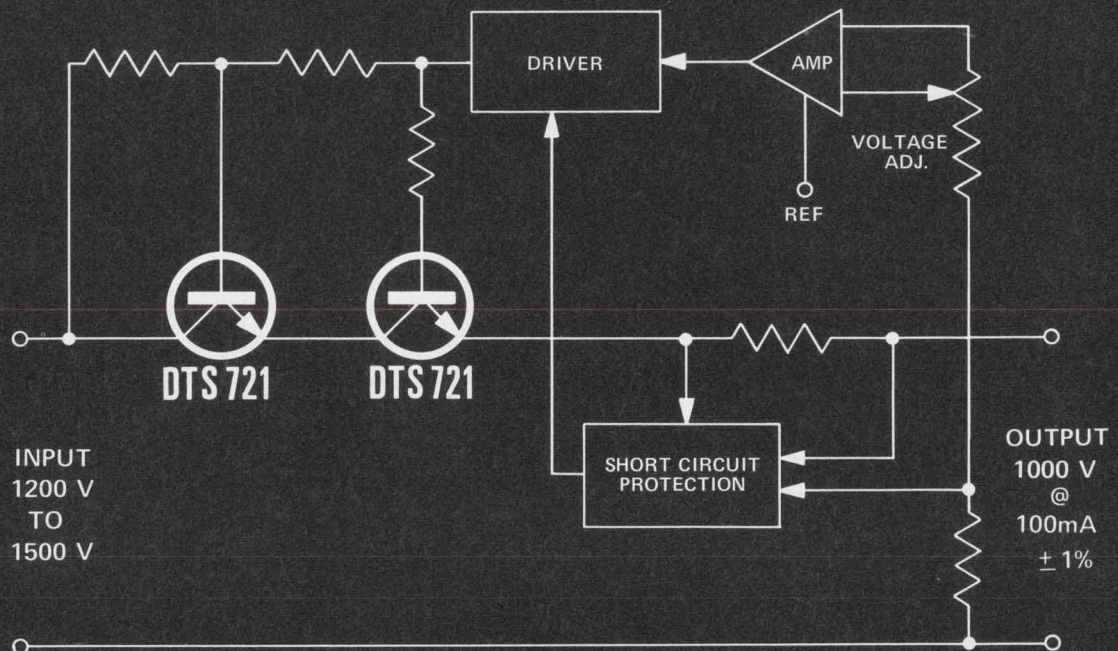 DRIVER
AMP
VOLTAGE
ADJ.
REF
DTS 721
DTS 721
INPUT
1200 V
TO
1500 V
SHORT CIRCUIT
PROTECTION
OUTPUT
1000 V
@
100mA
± 1%